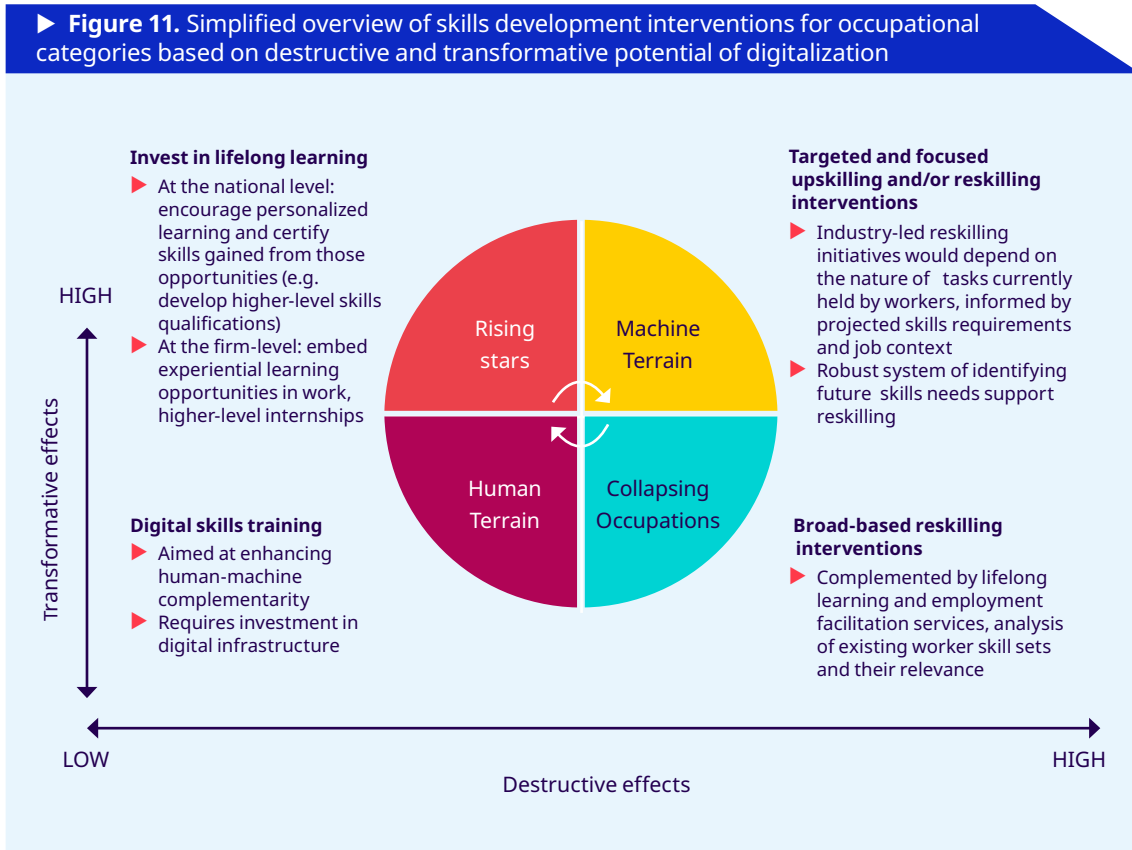 ▶ Figure 11. Simplified overview of skills development interventions for occupational
categories based on destructive and transformative potential of digitalization
Invest in lifelong learning
▶ At the national level:
encourage personalized
learning and certify
skills gained from those
opportunities (e.g.
develop higher-level skills
qualifications)
▶ At the firm-level: embed
experiential learning
opportunities in work,
higher-level internships
Targeted and focused
upskilling and/or reskilling
interventions
▶ Industry-led reskilling
initiatives would depend on
the nature of tasks currently
held by workers, informed by
projected skills requirements
and job context
▶ Robust system of identifying
future skills needs support
reskilling
HIGH
Transformative effects
Rising
stars
Machine
Terrain
Human
Terrain
Collapsing
Occupations
Digital skills training
▶ Aimed at enhancing
human-machine
complementarity
▶ Requires investment in
digital infrastructure
Broad-based reskilling
interventions
▶ Complemented by lifelong
learning and employment
facilitation services, analysis
of existing worker skill sets
and their relevance
LOW
HIGH
Destructive effects